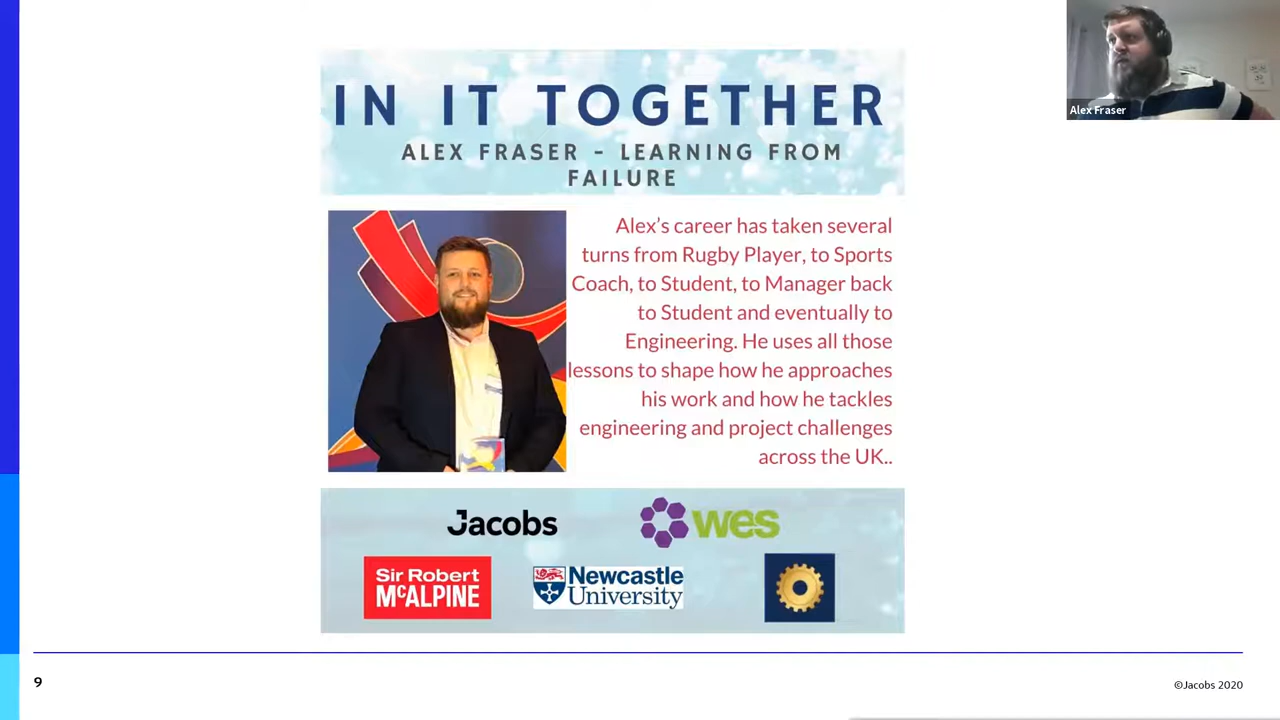 IN IT TOGETHER
ALEX FRASER – LEARNING FROM
FAILURE
Alex's career has taken several
turns from Rugby Player, to Sports
Coach, to Student, to Manager back
to Student and eventually to
Engineering. He uses all those
lessons to shape how he approaches
his work and how he tackles
engineering and project challenges
across the UK..
Jacobs
wes
Sir Robert
McALPINE
Newcastle
University
9
©Jacobs 2020
Alex Fraser